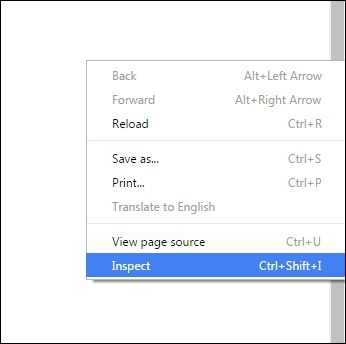 Back Alt+Left Arrow
Forward Alt+Right Arrow
Reload Ctrl+R
Save as... Ctrl+S
Print... Ctrl+P
Translate to English
View page source Ctrl+U
Inspect Ctrl+Shift+I